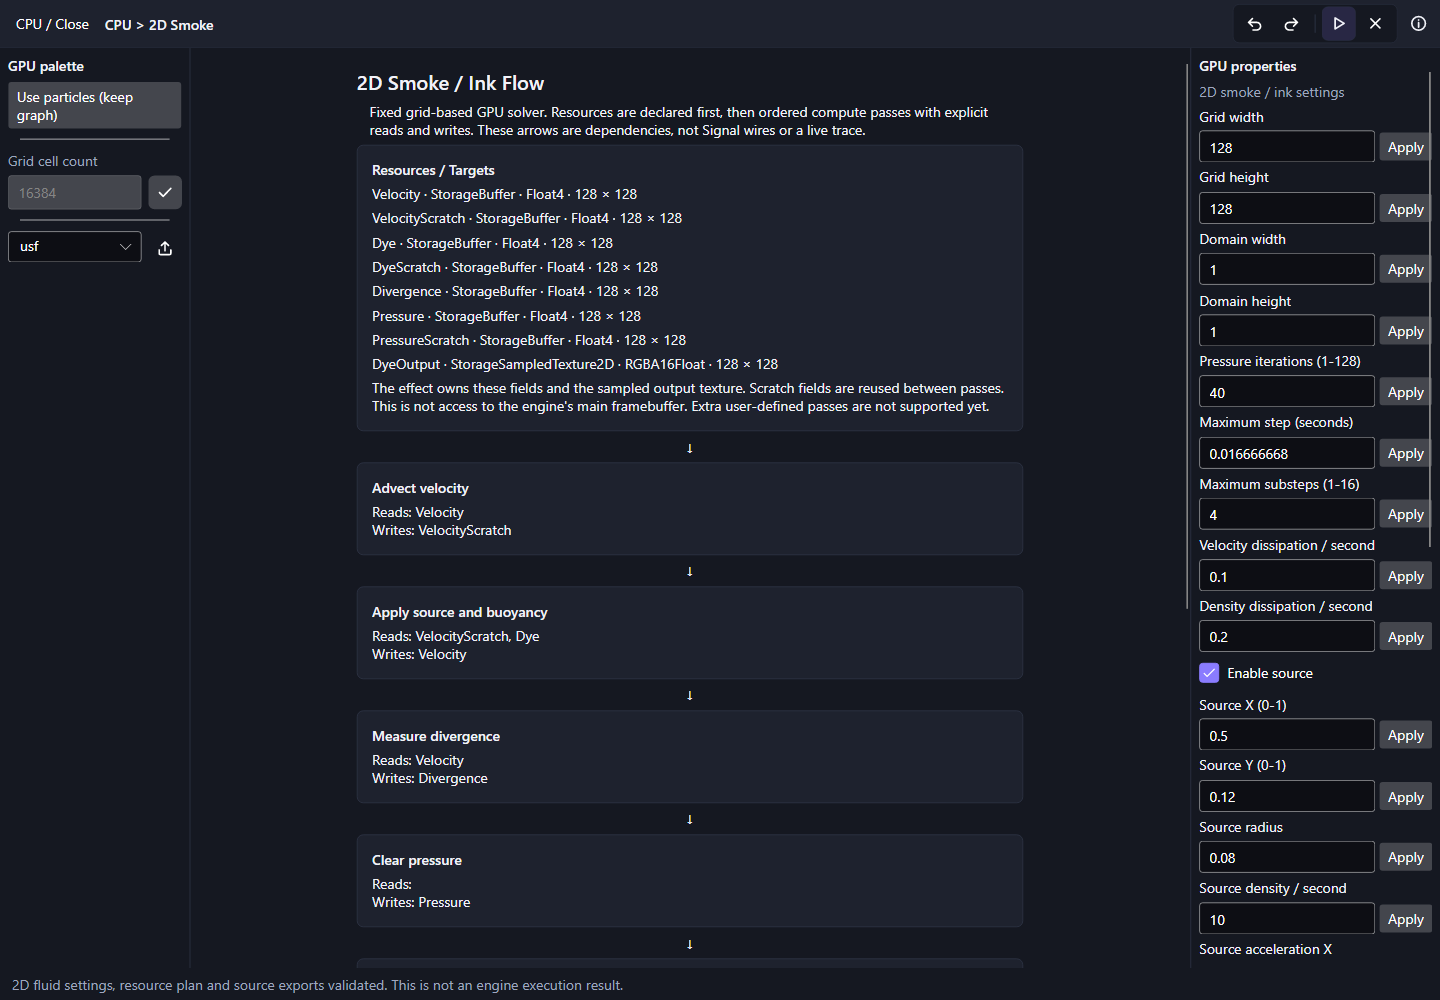 CPU / Close
CPU > 2D Smoke
GPU palette
Use particles (keep
graph)
Grid cell count
16384
usf
2D Smoke / Ink Flow
Fixed grid-based GPU solver. Resources are declared first, then ordered compute passes with explicit
reads and writes. These arrows are dependencies, not Signal wires or a live trace.
Resources / Targets
Velocity · StorageBuffer · Float4 · 128 × 128
VelocityScratch · StorageBuffer · Float4 · 128 × 128
Dye · StorageBuffer · Float4 · 128 × 128
DyeScratch · StorageBuffer · Float4 · 128 × 128
Divergence · StorageBuffer · Float4 · 128 × 128
Pressure · StorageBuffer · Float4 · 128 × 128
PressureScratch · StorageBuffer · Float4 · 128 × 128
DyeOutput · StorageSampledTexture2D · RGBA16Float · 128 × 128
The effect owns these fields and the sampled output texture. Scratch fields are reused between passes.
This is not access to the engine's main framebuffer. Extra user-defined passes are not supported yet.
↓
Advect velocity
Reads: Velocity
Writes: VelocityScratch
↓
Apply source and buoyancy
Reads: VelocityScratch, Dye
Writes: Velocity
↓
Measure divergence
Reads: Velocity
Writes: Divergence
↓
Clear pressure
Reads:
Writes: Pressure
↓
GPU properties
2D smoke / ink settings
Grid width
128 Apply
Grid height
128 Apply
Domain width
1 Apply
Domain height
1 Apply
Pressure iterations (1-128)
40 Apply
Maximum step (seconds)
0.016666668 Apply
Maximum substeps (1-16)
4 Apply
Velocity dissipation / second
0.1 Apply
Density dissipation / second
0.2 Apply
Enable source
Source X (0-1)
0.5 Apply
Source Y (0-1)
0.12 Apply
Source radius
0.08 Apply
Source density / second
10 Apply
Source acceleration X
2D fluid settings, resource plan and source exports validated. This is not an engine execution result.